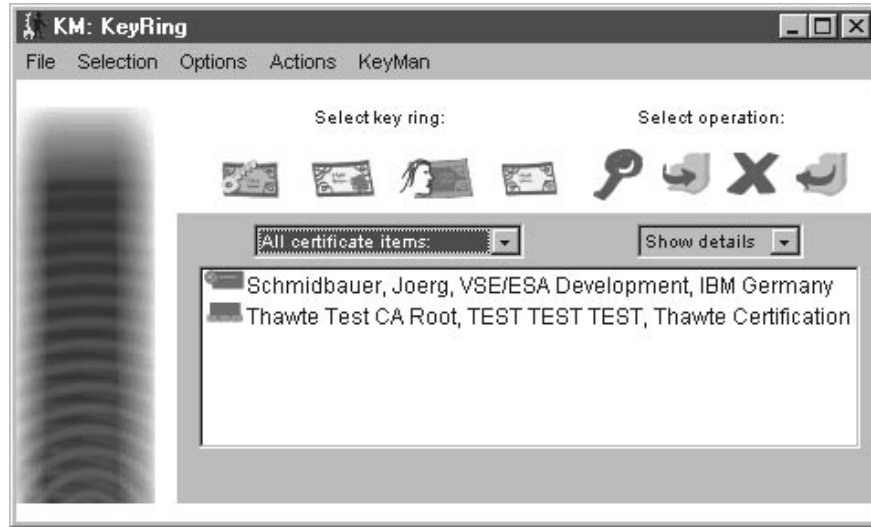 KM: KeyRing
File Selection Options Actions KeyMan
Select key ring: Select operation:
All certificate items: Show details
Schmidbauer, Joerg, VSE/ESA Development, IBM Germany
Thawte Test CA Root, TEST TEST TEST, Thawte Certification